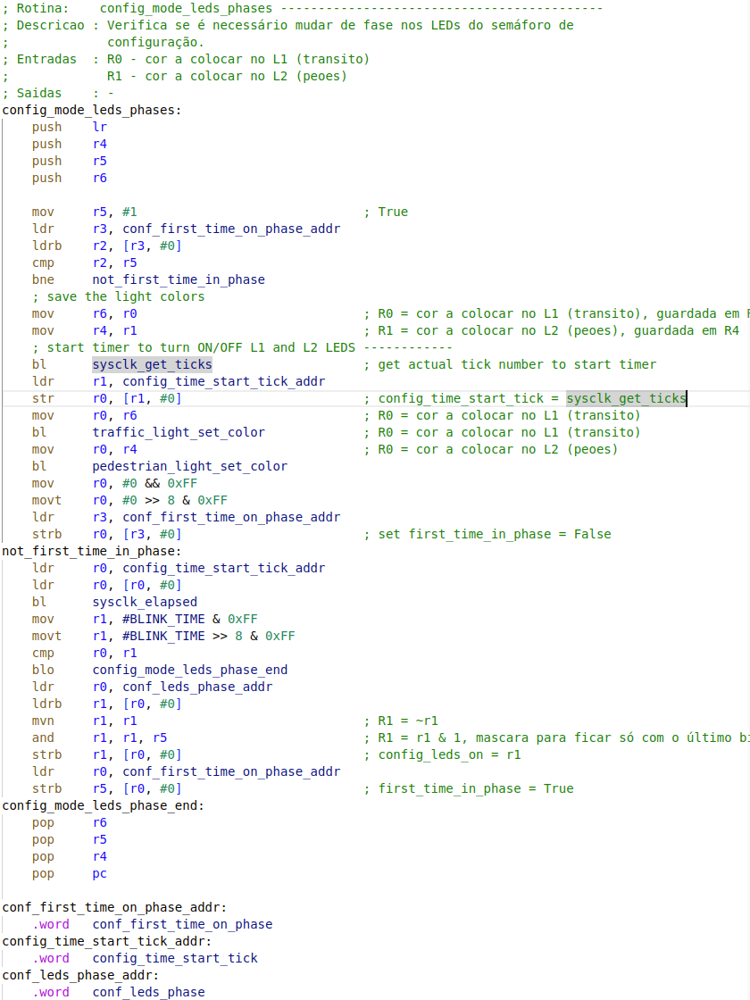 ; Rotina:    config_mode_leds_phases -------------------------------------------
; Descricao : Verifica se é necessário mudar de fase nos LEDs do semáforo de
;             configuração.
; Entradas  : R0 - cor a colocar no L1 (transito)
;             R1 - cor a colocar no L2 (peoes)
; Saidas    : -
config_mode_leds_phases:
    push    lr
    push    r4
    push    r5
    push    r6
    mov     r5, #1                              ; True
    ldr     r3, conf_first_time_on_phase_addr
    ldrb    r2, [r3, #0]
    cmp     r2, r5
    bne     not_first_time_in_phase
    ; save the light colors
    mov     r6, r0                              ; R0 = cor a colocar no L1 (transito), guardada em
    mov     r4, r1                              ; R1 = cor a colocar no L2 (peoes), guardada em R4
    ; start timer to turn ON/OFF L1 and L2 LEDS ------------
    bl      sysclk_get_ticks                    ; get actual tick number to start timer
    ldr     r1, config_time_start_tick_addr
    str     r0, [r1, #0]                        ; config_time_start_tick = sysclk_get_ticks
    mov     r0, r6                              ; R0 = cor a colocar no L1 (transito)
    bl      traffic_light_set_color             ; R0 = cor a colocar no L1 (transito)
    mov     r0, r4                              ; R0 = cor a colocar no L2 (peoes)
    bl      pedestrian_light_set_color
    mov     r0, #0 && 0xFF
    movt    r0, #0 >> 8 & 0xFF
    ldr     r3, conf_first_time_on_phase_addr
    strb    r0, [r3, #0]                        ; set first_time_in_phase = False
not_first_time_in_phase:
    ldr     r0, config_time_start_tick_addr
    ldr     r0, [r0, #0]
    bl      sysclk_elapsed
    mov     r1, #BLINK_TIME & 0xFF
    movt    r1, #BLINK_TIME >> 8 & 0xFF
    cmp     r0, r1
    blo     config_mode_leds_phase_end
    ldr     r0, conf_leds_phase_addr
    ldrb    r1, [r0, #0]
    mvn     r1, r1                              ; R1 = ~r1
    and     r1, r1, r5                          ; R1 = r1 & 1, mascara para ficar só com o último
    strb    r1, [r0, #0]                        ; config_leds_on = r1
    ldr     r0, conf_first_time_on_phase_addr
    strb    r5, [r0, #0]                        ; first_time_in_phase = True
config_mode_leds_phase_end:
    pop     r6
    pop     r5
    pop     r4
    pop     pc
conf_first_time_on_phase_addr:
    .word   conf_first_time_on_phase
config_time_start_tick_addr:
    .word   config_time_start_tick
conf_leds_phase_addr:
    .word   conf_leds_phase